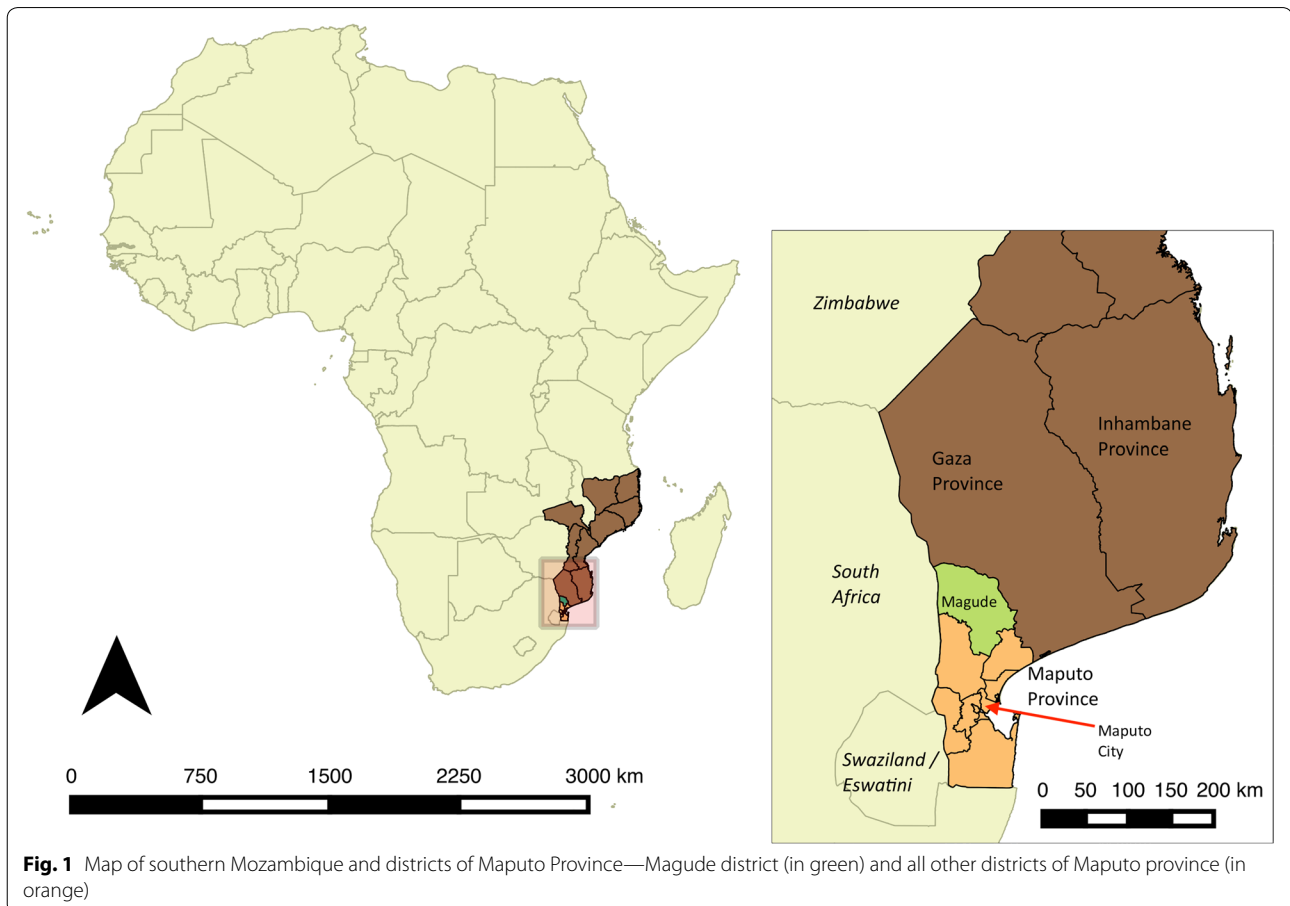 Zimbabwe
Inhambane
Province
Gaza
Province
South
Africa
Magude
Maputo
Province
Maputo
City
Swaziland /
Eswatini
0 50 100 150 200 km
0 750 1500 2250 3000 km
Fig. 1 Map of southern Mozambique and districts of Maputo Province—Magude district (in green) and all other districts of Maputo province (in
orange)